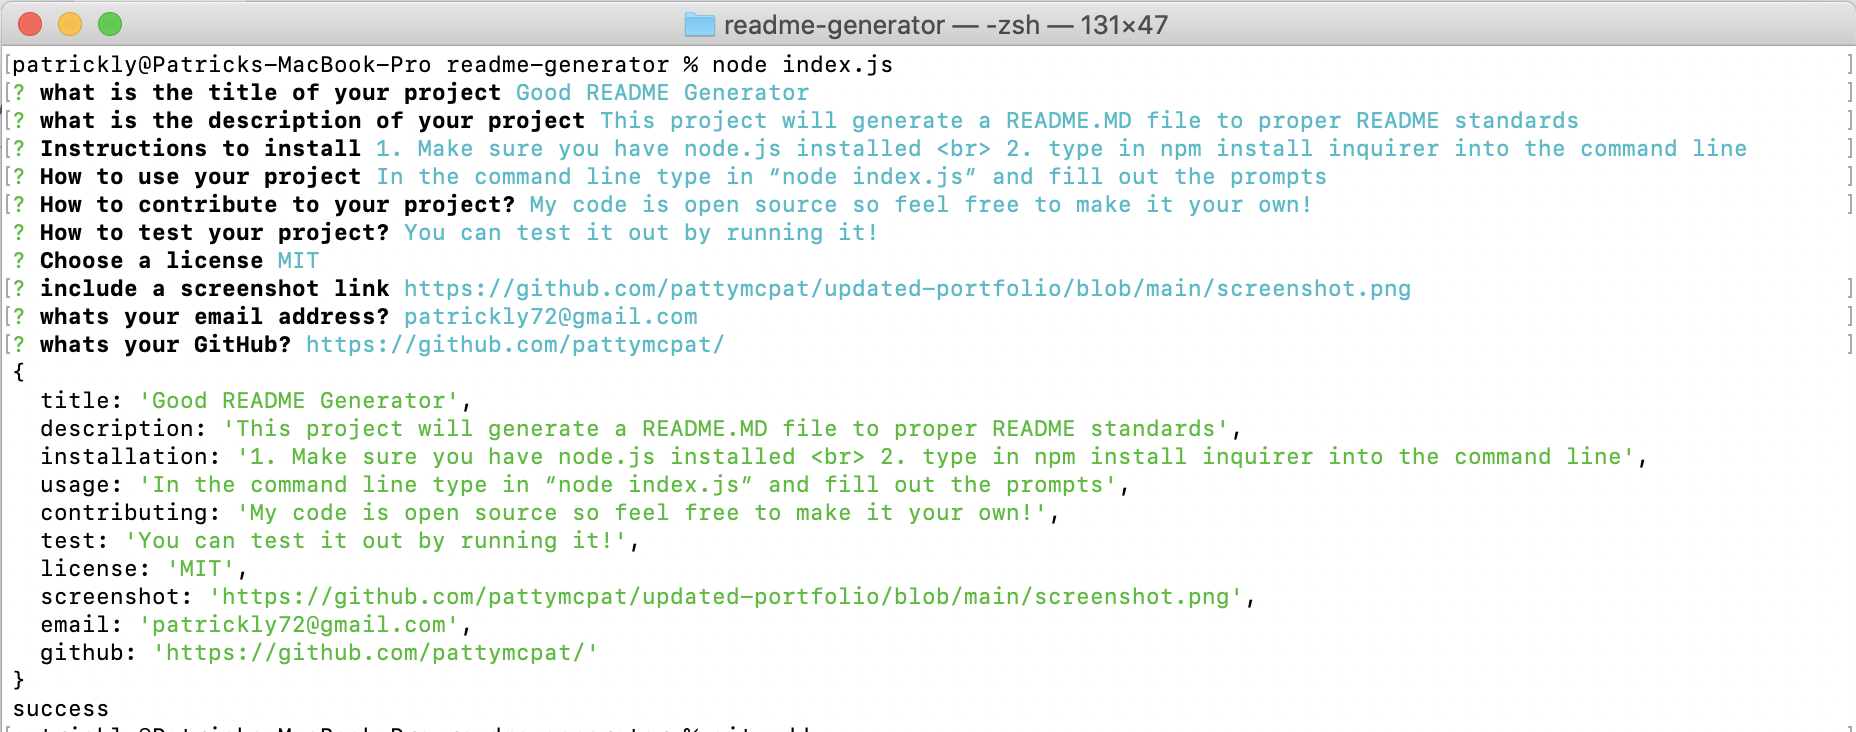 readme-generator — -zsh — 131×47
[patrickly@Patricks-MacBook-Pro readme-generator % node index.js ]
[? what is the title of your project Good README Generator ]
[? what is the description of your project This project will generate a README.MD file to proper README standards ]
[? Instructions to install 1. Make sure you have node.js installed <br> 2. type in npm install inquirer into the command line ]
[? How to use your project In the command line type in “node index.js” and fill out the prompts ]
[? How to contribute to your project? My code is open source so feel free to make it your own! ]
? How to test your project? You can test it out by running it!
? Choose a license MIT
[? include a screenshot link https://github.com/pattymcpat/updated-portfolio/blob/main/screenshot.png ]
[? whats your email address? patrickly72@gmail.com ]
[? whats your GitHub? https://github.com/pattymcpat/ ]
{
  title: 'Good README Generator',
  description: 'This project will generate a README.MD file to proper README standards',
  installation: '1. Make sure you have node.js installed <br> 2. type in npm install inquirer into the command line',
  usage: 'In the command line type in “node index.js” and fill out the prompts',
  contributing: 'My code is open source so feel free to make it your own!',
  test: 'You can test it out by running it!',
  license: 'MIT',
  screenshot: 'https://github.com/pattymcpat/updated-portfolio/blob/main/screenshot.png',
  email: 'patrickly72@gmail.com',
  github: 'https://github.com/pattymcpat/'
}
success